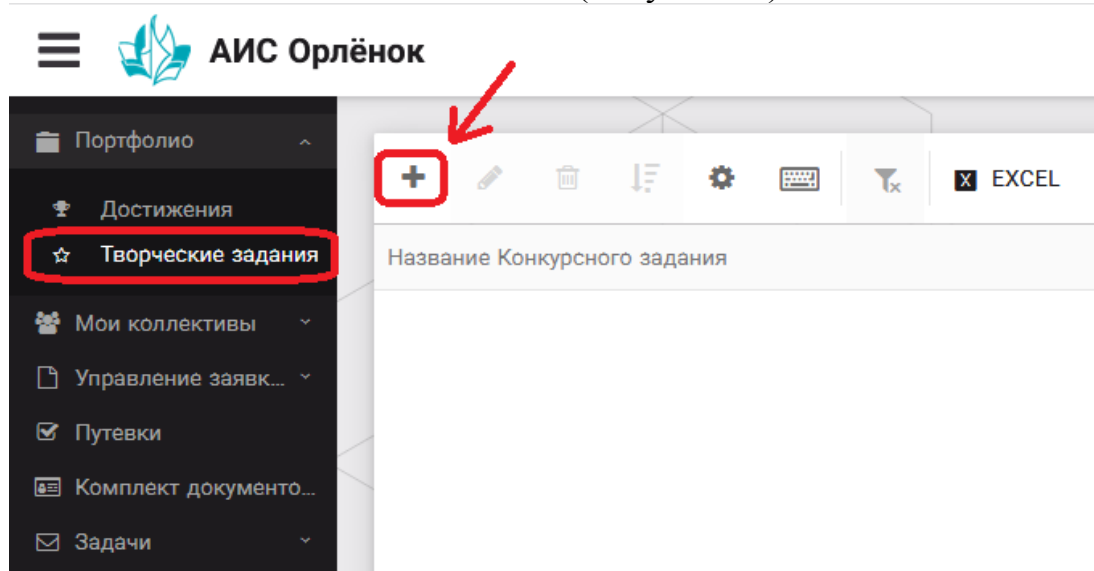 АИС Орлёнок
Портфолио
Достижения
Творческие задания
Мои коллективы
Управление заявк...
Путевки
Комплект документо...
Задачи
EXCEL
Название Конкурсного задания